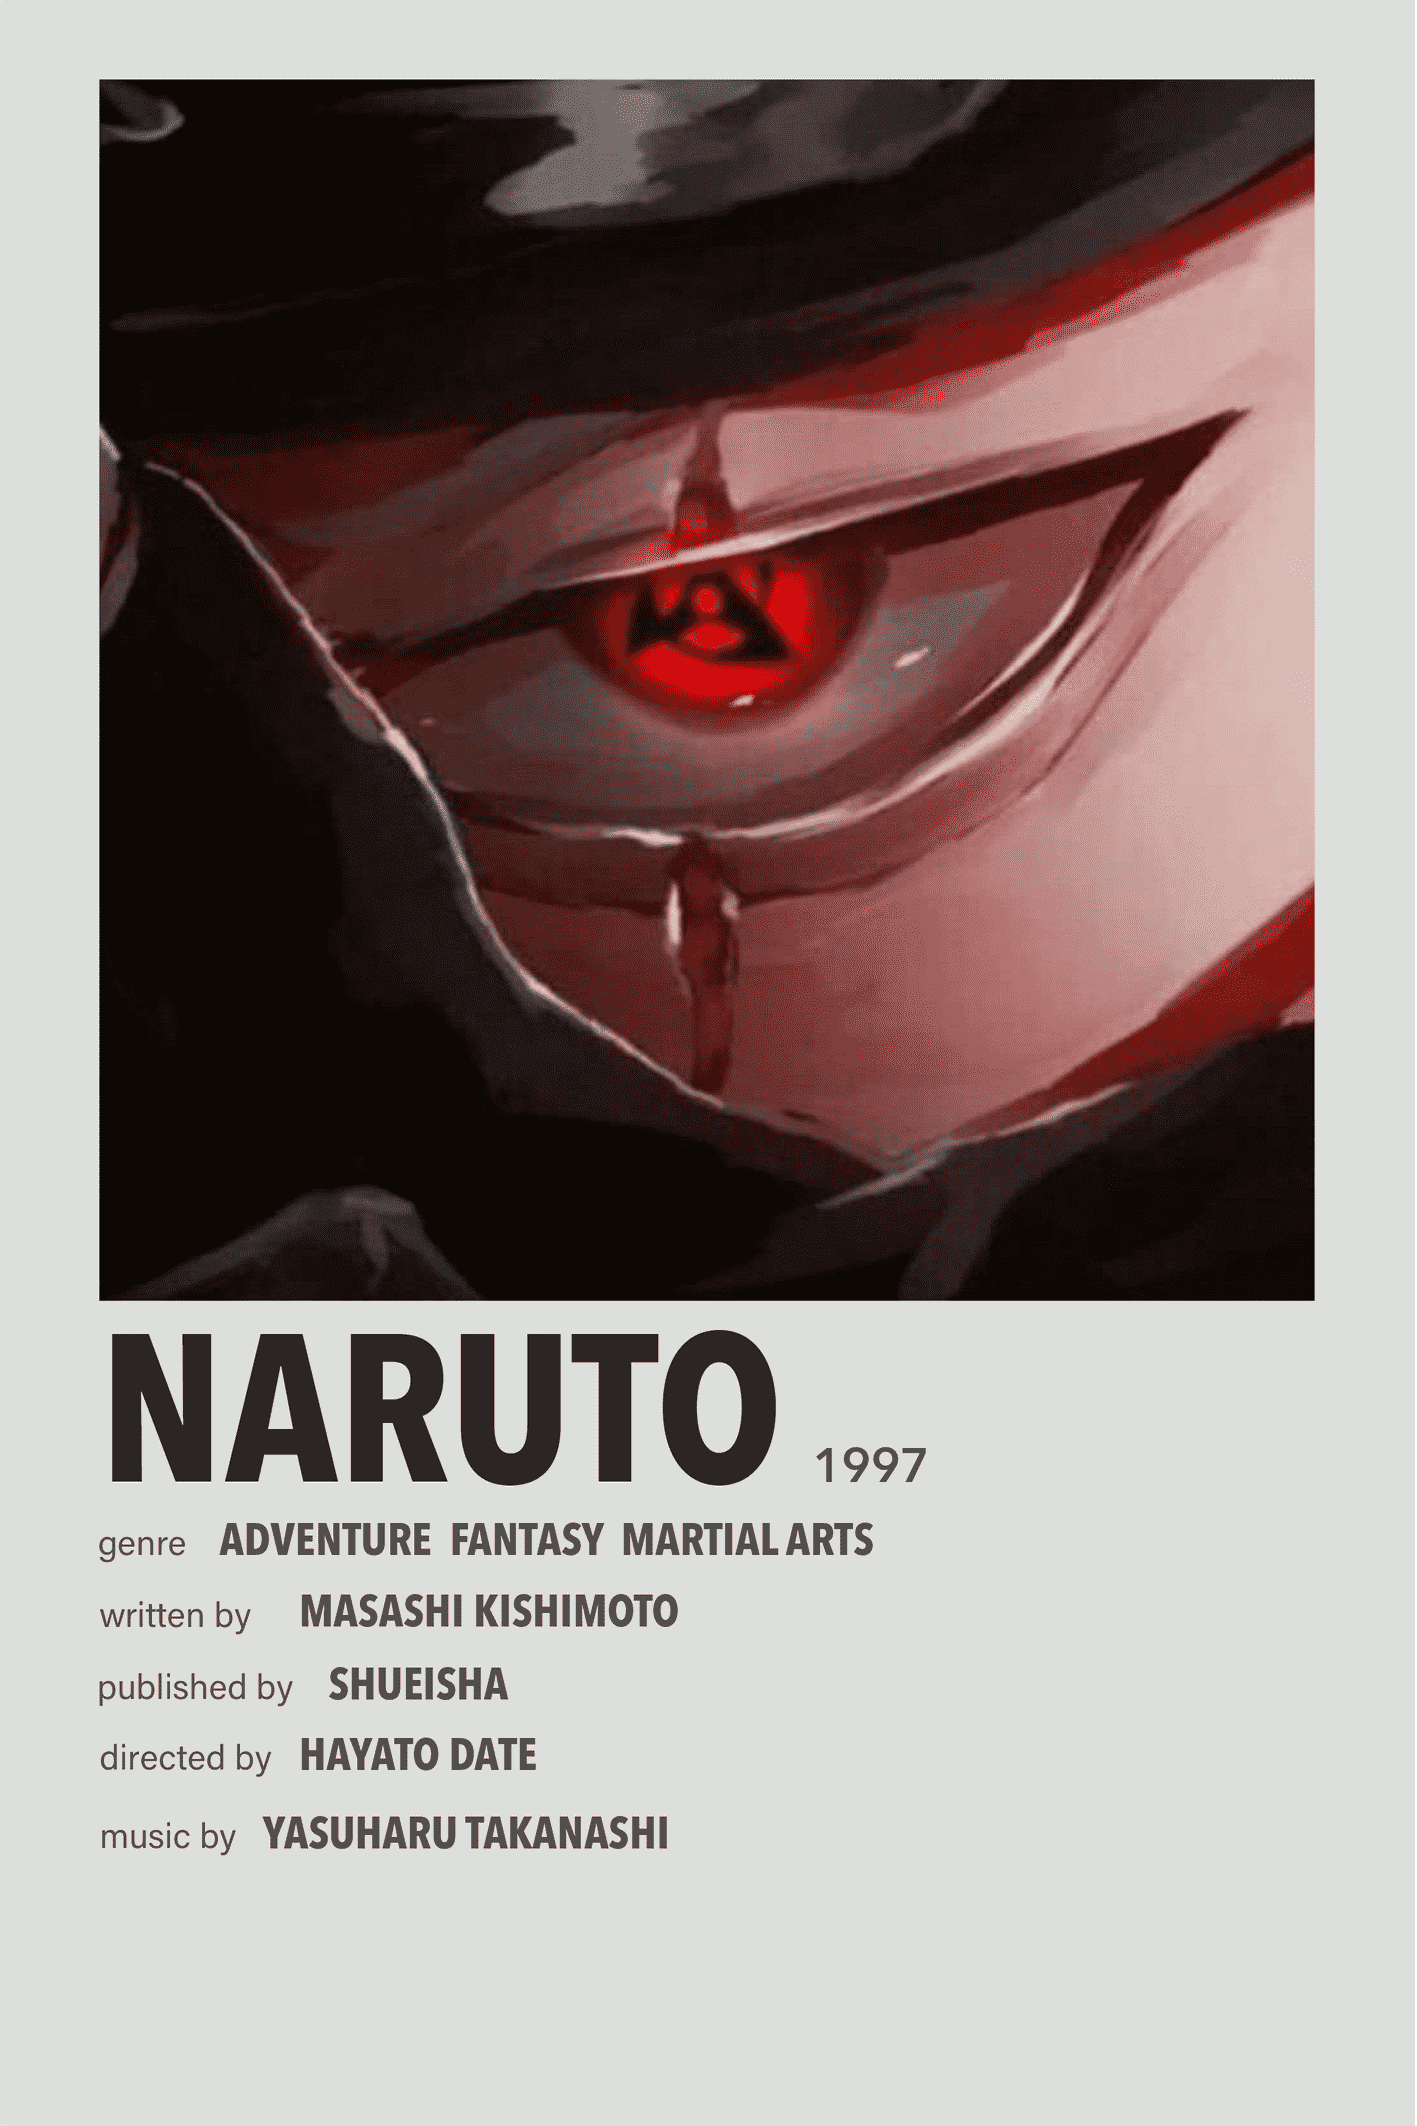 NARUTO 1997
genre ADVENTURE FANTASY MARTIAL ARTS
written by MASASHI KISHIMOTO
published by SHUEISHA
directed by HAYATO DATE
music by YASUHARU TAKANASHI